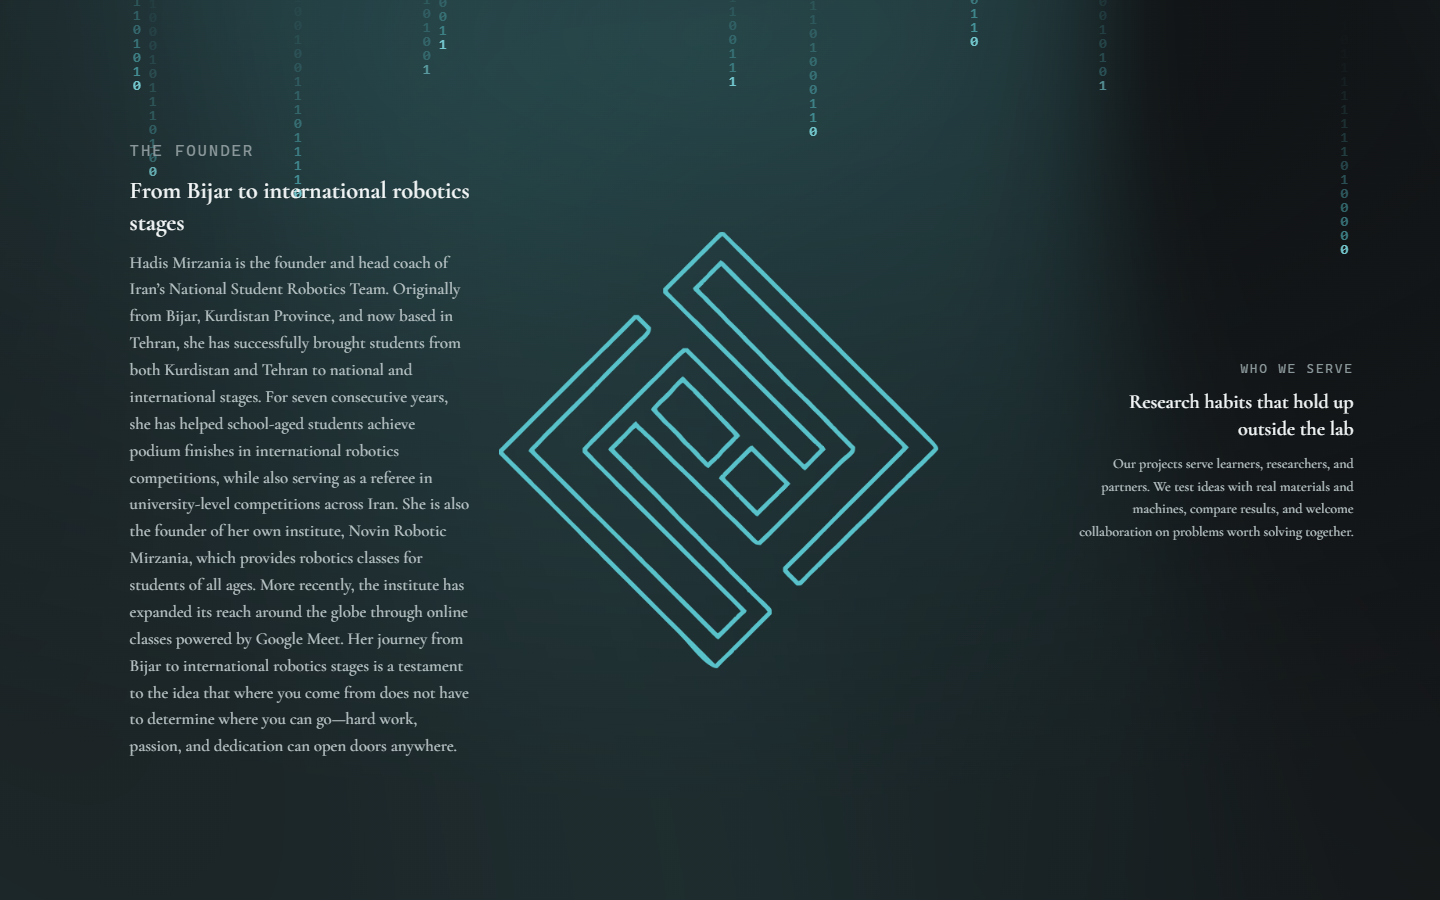 THE FOUNDER
From Bijar to international robotics
stages
Hadis Mirzania is the founder and head coach of
Iran’s National Student Robotics Team. Originally
from Bijar, Kurdistan Province, and now based in
Tehran, she has successfully brought students from
both Kurdistan and Tehran to national and
international stages. For seven consecutive years,
she has helped school-aged students achieve
podium finishes in international robotics
competitions, while also serving as a referee in
university-level competitions across Iran. She is also
the founder of her own institute, Novin Robotic
Mirzania, which provides robotics classes for
students of all ages. More recently, the institute has
expanded its reach around the globe through online
classes powered by Google Meet. Her journey from
Bijar to international robotics stages is a testament
to the idea that where you come from does not have
to determine where you can go—hard work,
passion, and dedication can open doors anywhere.
WHO WE SERVE
Research habits that hold up
outside the lab
Our projects serve learners, researchers, and
partners. We test ideas with real materials and
machines, compare results, and welcome
collaboration on problems worth solving together.